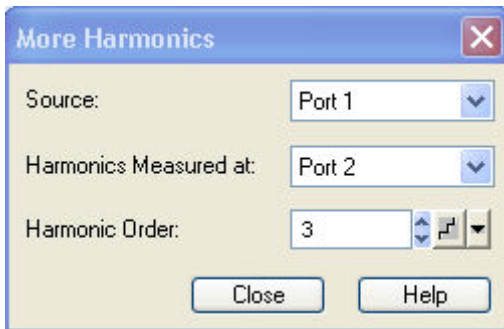 More Harmonics
Source: Port 1
Harmonics Measured at: Port 2
Harmonic Order: 3
Close Help